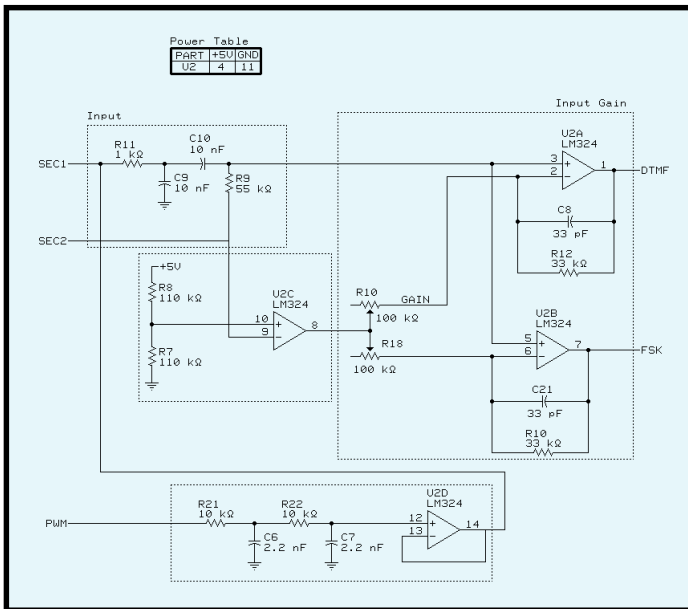 Power Table
PART +5V GND
U2 4 11
Input
Input Gain
C10
10 nF
R11
1 kΩ
SEC1
C9
10 nF
R9
55 kΩ
U2A
LM324
3 +
2 −
1
DTMF
C8
33 pF
R12
33 kΩ
SEC2
+5V
R8
110 kΩ
U2C
LM324
10 +
9 −
8
R7
110 kΩ
R10
GAIN
100 kΩ
R18
100 kΩ
U2B
LM324
5 +
6 −
7
FSK
C21
33 pF
R10
33 kΩ
PWM
R21
10 kΩ
R22
10 kΩ
C6
2.2 nF
C7
2.2 nF
U2D
LM324
12 +
13 −
14